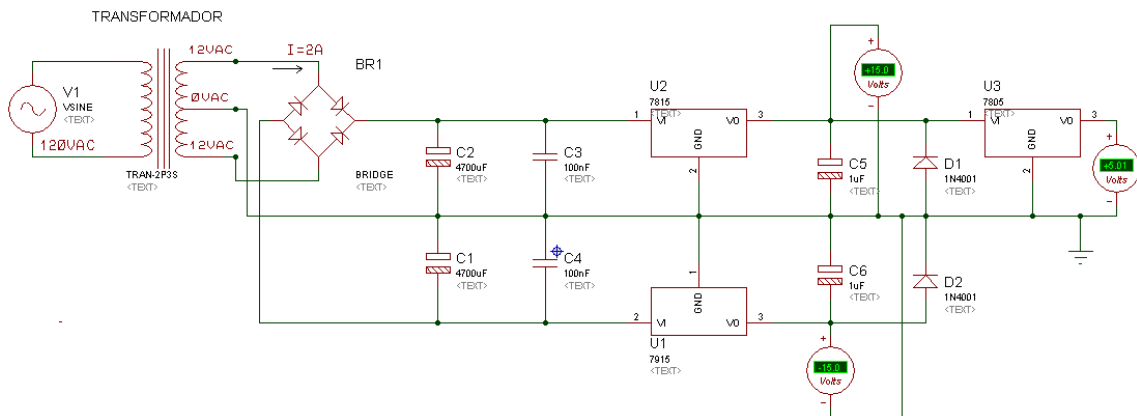 TRANSFORMADOR
V1
VSINE
<TEXT>
120VAC
12VAC
0VAC
12VAC
TRAN-2P3S
<TEXT>
I=2A
BR1
BRIDGE
<TEXT>
C2
4700uF
<TEXT>
C3
100nF
<TEXT>
C1
4700uF
<TEXT>
C4
100nF
<TEXT>
U2
7815
<TEXT>
1
VI
VO
3
GND
2
U1
7915
<TEXT>
2
VI
VO
3
GND
1
+
+15.0
Volts
-
C5
1uF
<TEXT>
D1
1N4001
<TEXT>
C6
1uF
<TEXT>
D2
1N4001
<TEXT>
+
-15.0
Volts
-
U3
7805
<TEXT>
1
VI
VO
3
GND
2
+
+5.01
Volts
-